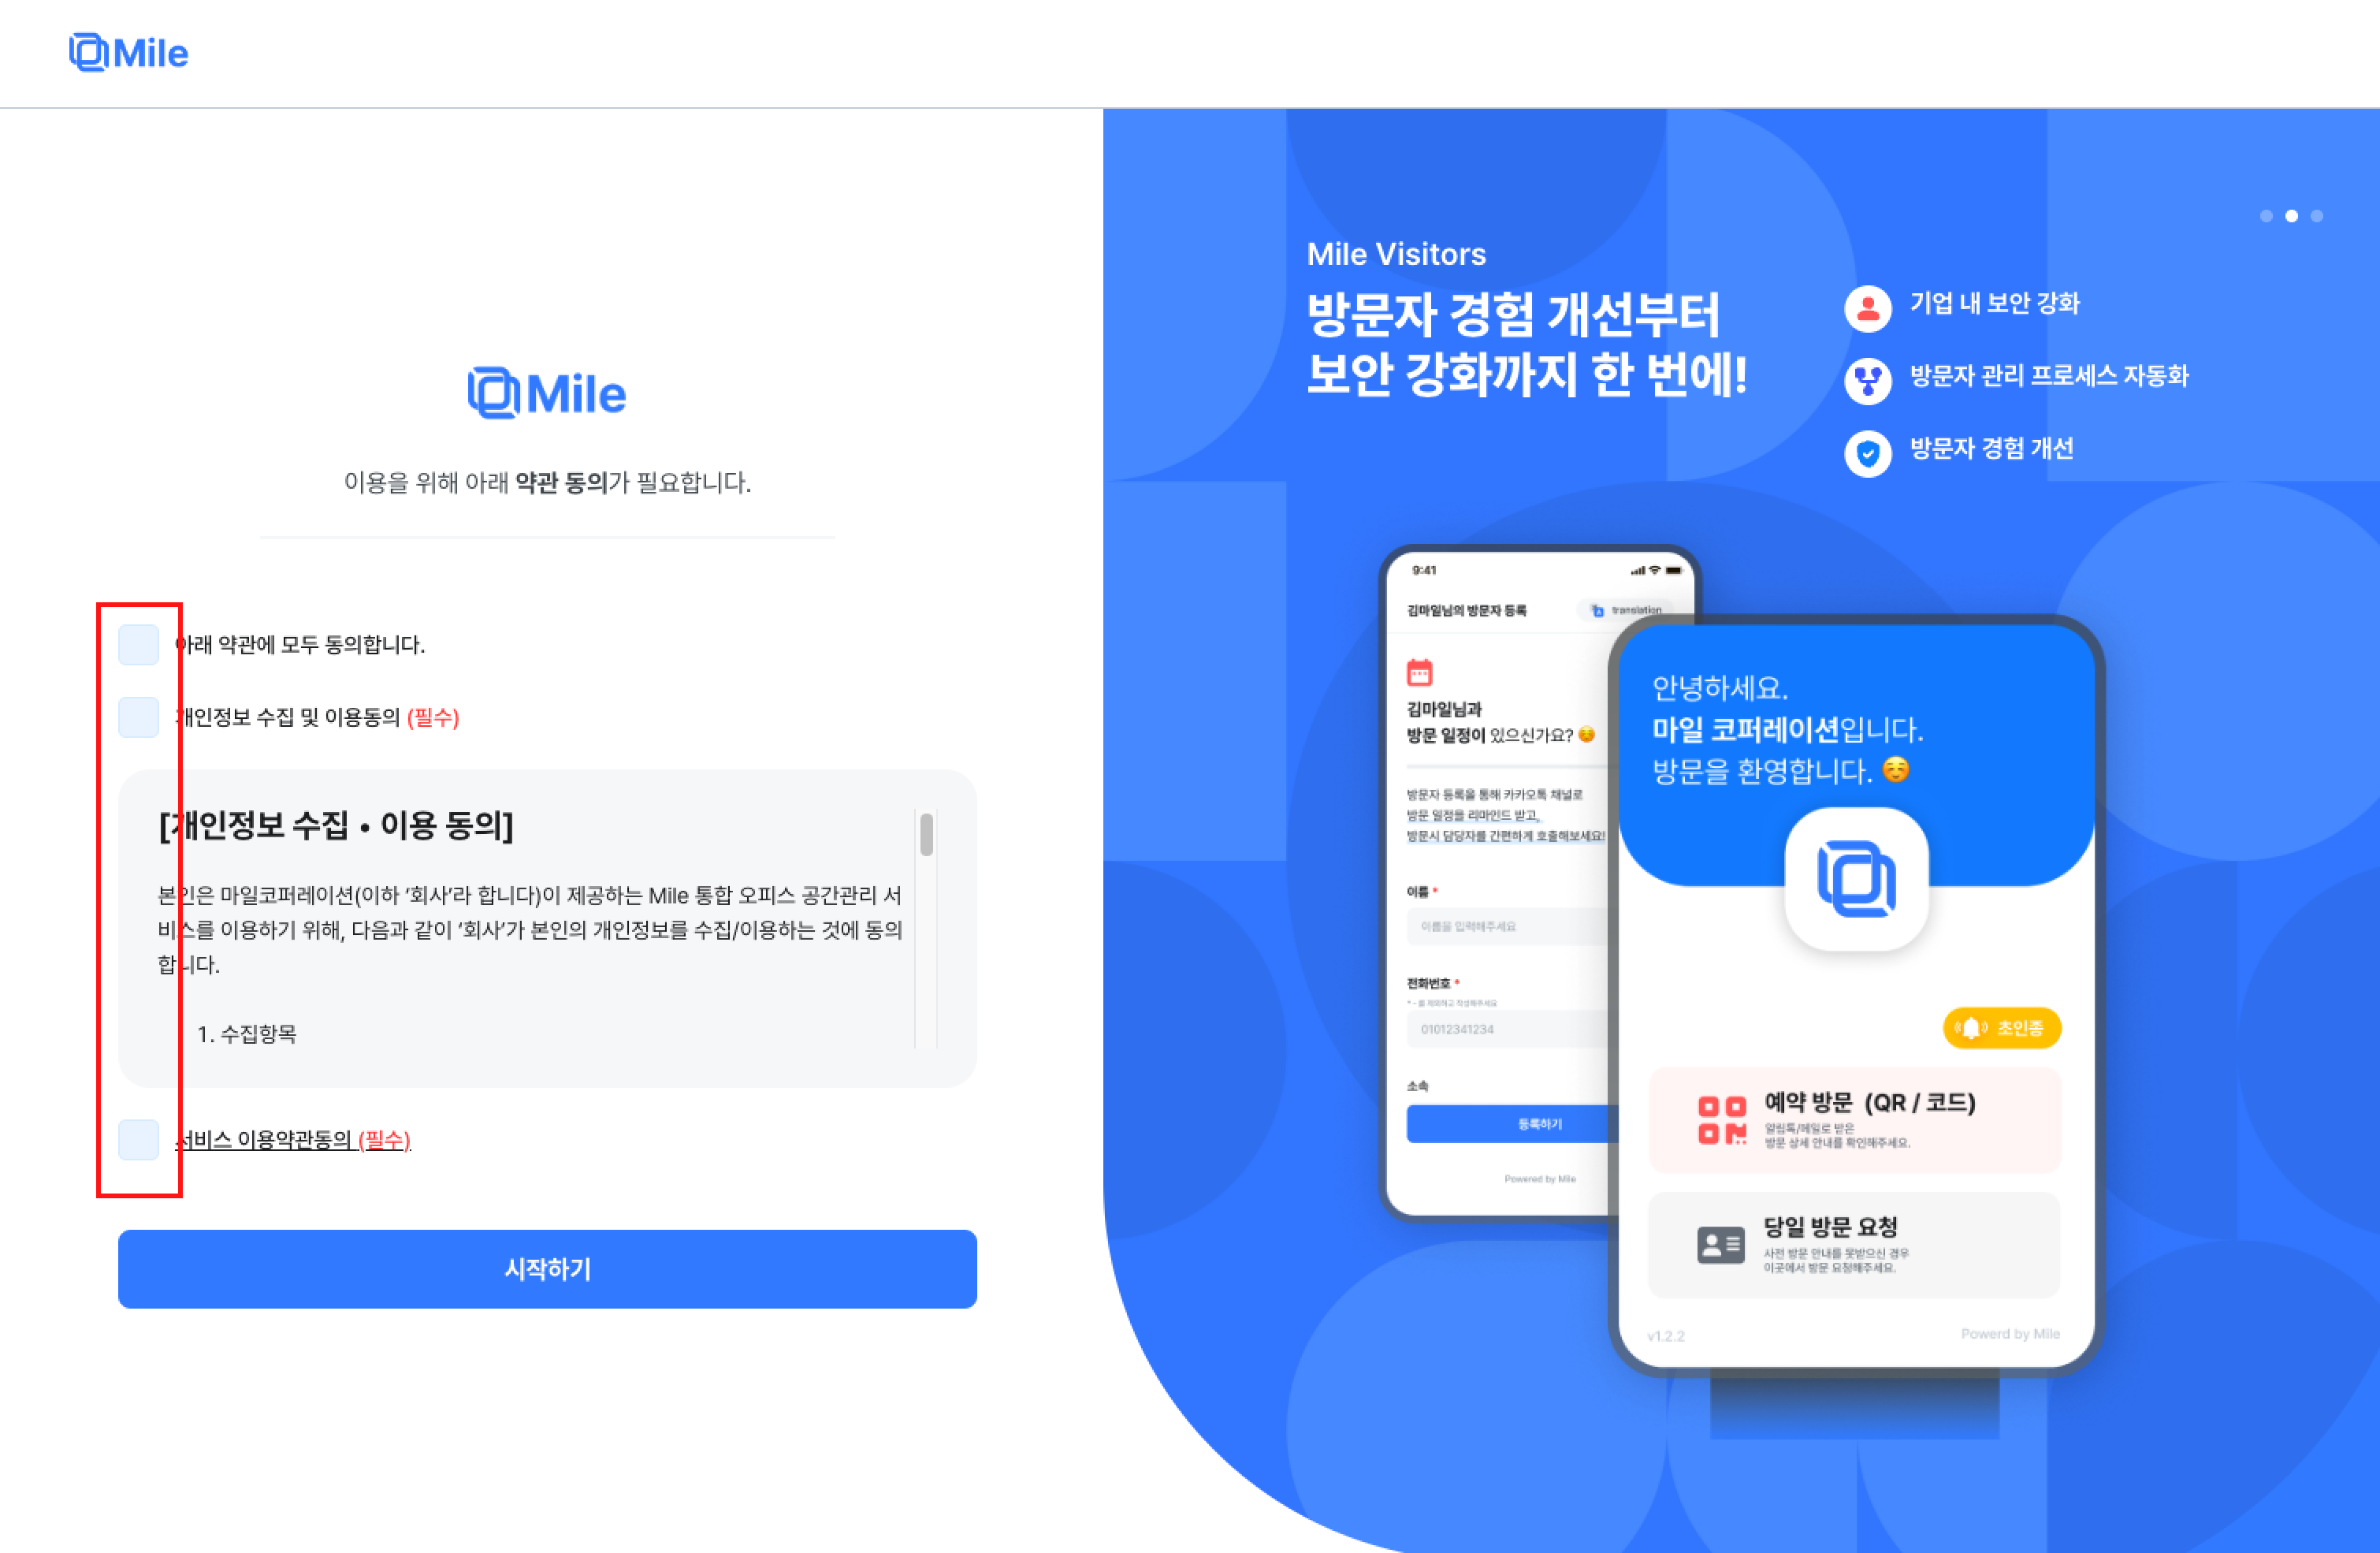 Mile
Mile
이용을 위해 아래 약관 동의가 필요합니다.
아래 약관에 모두 동의합니다.
개인정보 수집 및 이용동의 (필수)
[개인정보 수집 • 이용 동의]
본인은 마일코퍼레이션(이하 ‘회사’라 합니다)이 제공하는 Mile 통합 오피스 공간관리 서
비스를 이용하기 위해, 다음과 같이 ‘회사’가 본인의 개인정보를 수집/이용하는 것에 동의
합니다.
1. 수집항목
서비스 이용약관동의 (필수)
시작하기
Mile Visitors
방문자 경험 개선부터
보안 강화까지 한 번에!
기업 내 보안 강화
방문자 관리 프로세스 자동화
방문자 경험 개선
9:41
김마일님의 방문자 등록
translation
김마일님과
방문 일정이 있으신가요?
방문자 등록을 통해 카카오톡 채널로
방문 일정을 리마인드 받고,
방문시 담당자를 간편하게 호출해보세요!
이름 *
이름을 입력해주세요
전화번호 *
* - 를 제외하고 작성해주세요
01012341234
소속
등록하기
Powered by Mile
안녕하세요.
마일 코퍼레이션입니다.
방문을 환영합니다.
초인종
예약 방문 (QR / 코드)
알림톡/메일로 받은
방문 상세 안내를 확인해주세요.
당일 방문 요청
사전 방문 안내를 못받으신 경우
이곳에서 방문 요청해주세요.
v1.2.2
Powerd by Mile